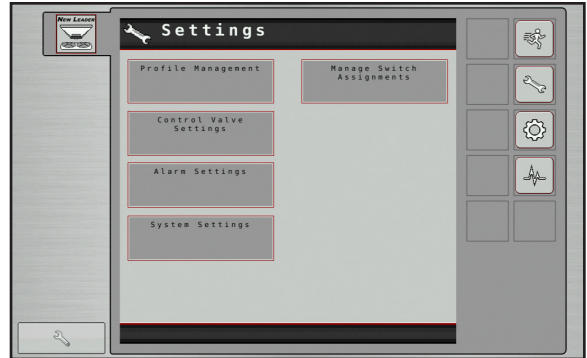 New Leader
Settings
Profile Management
Manage Switch
Assignments
Control Valve
Settings
Alarm Settings
System Settings